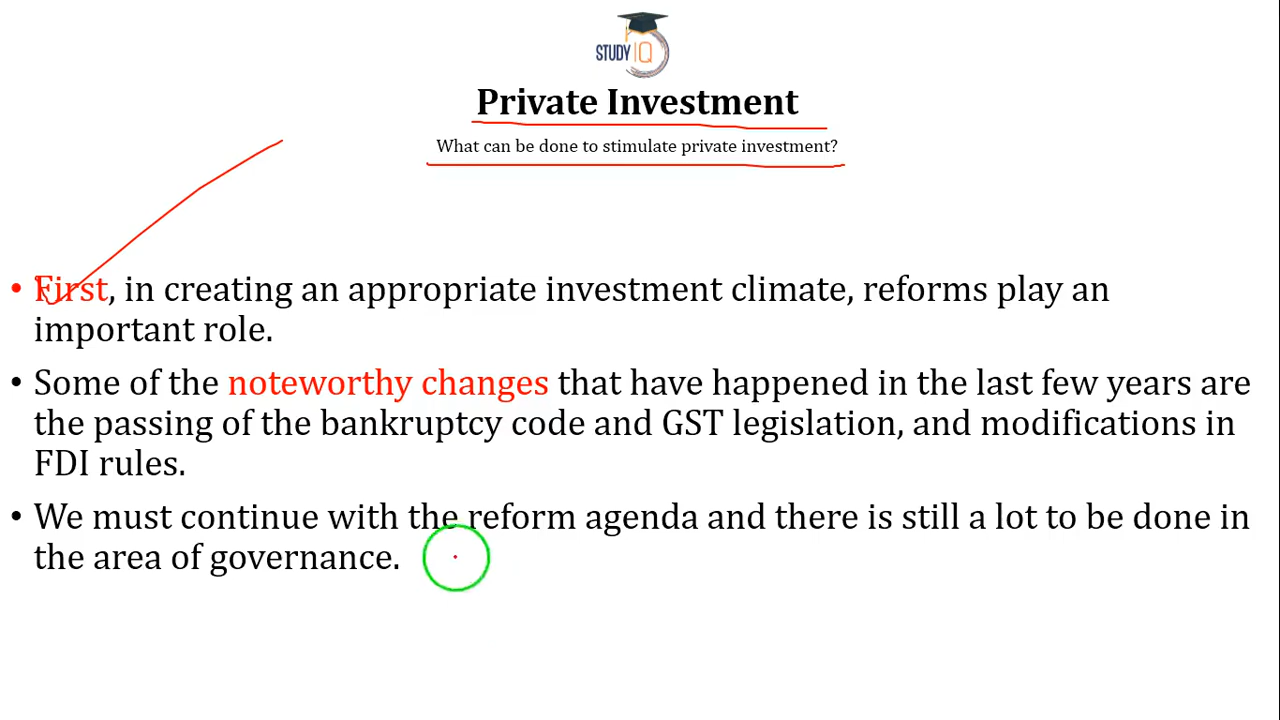 STUDY IQ
Private Investment
What can be done to stimulate private investment?
• First, in creating an appropriate investment climate, reforms play an
important role.
• Some of the noteworthy changes that have happened in the last few years are
the passing of the bankruptcy code and GST legislation, and modifications in
FDI rules.
• We must continue with the reform agenda and there is still a lot to be done in
the area of governance.